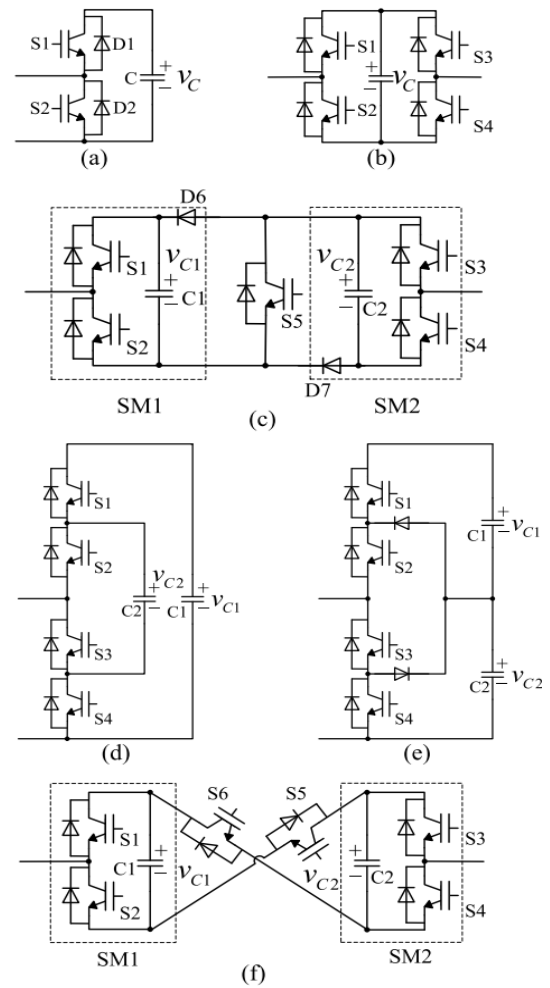 S1 D1 C v_C
S2 D2
(a)
S1 S3
v_C
S2 S4
(b)
D6
S1 v_C1 C1 v_C2 C2 S3
S2 S5 S4
D7
SM1 SM2
(c)
S1
S2
v_C2
C2 C1 v_C1
S3
S4
(d)
S1
C1 v_C1
S2
S3
C2 v_C2
S4
(e)
S6 S5
S1 S3
C1 v_C1 v_C2 C2
S2 S4
SM1 SM2
(f)